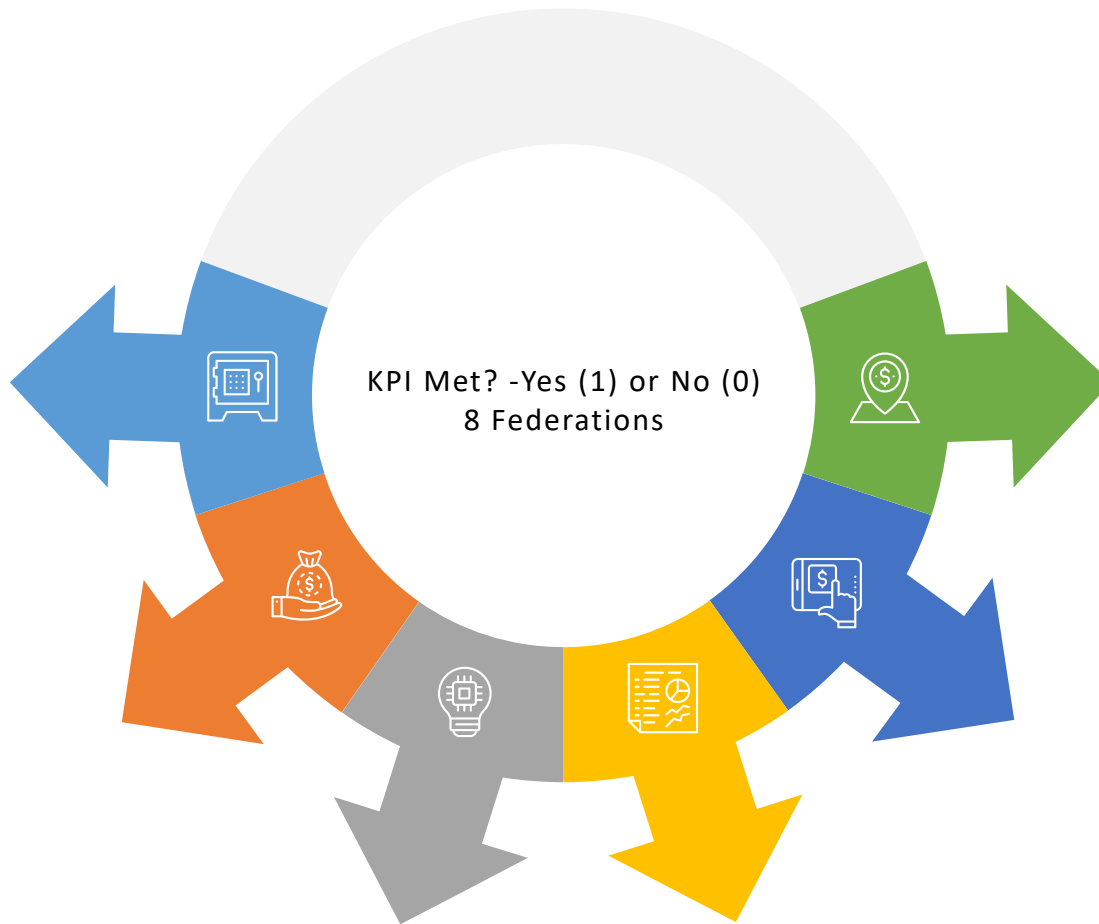 KPI Met? -Yes (1) or No (0)
8 Federations